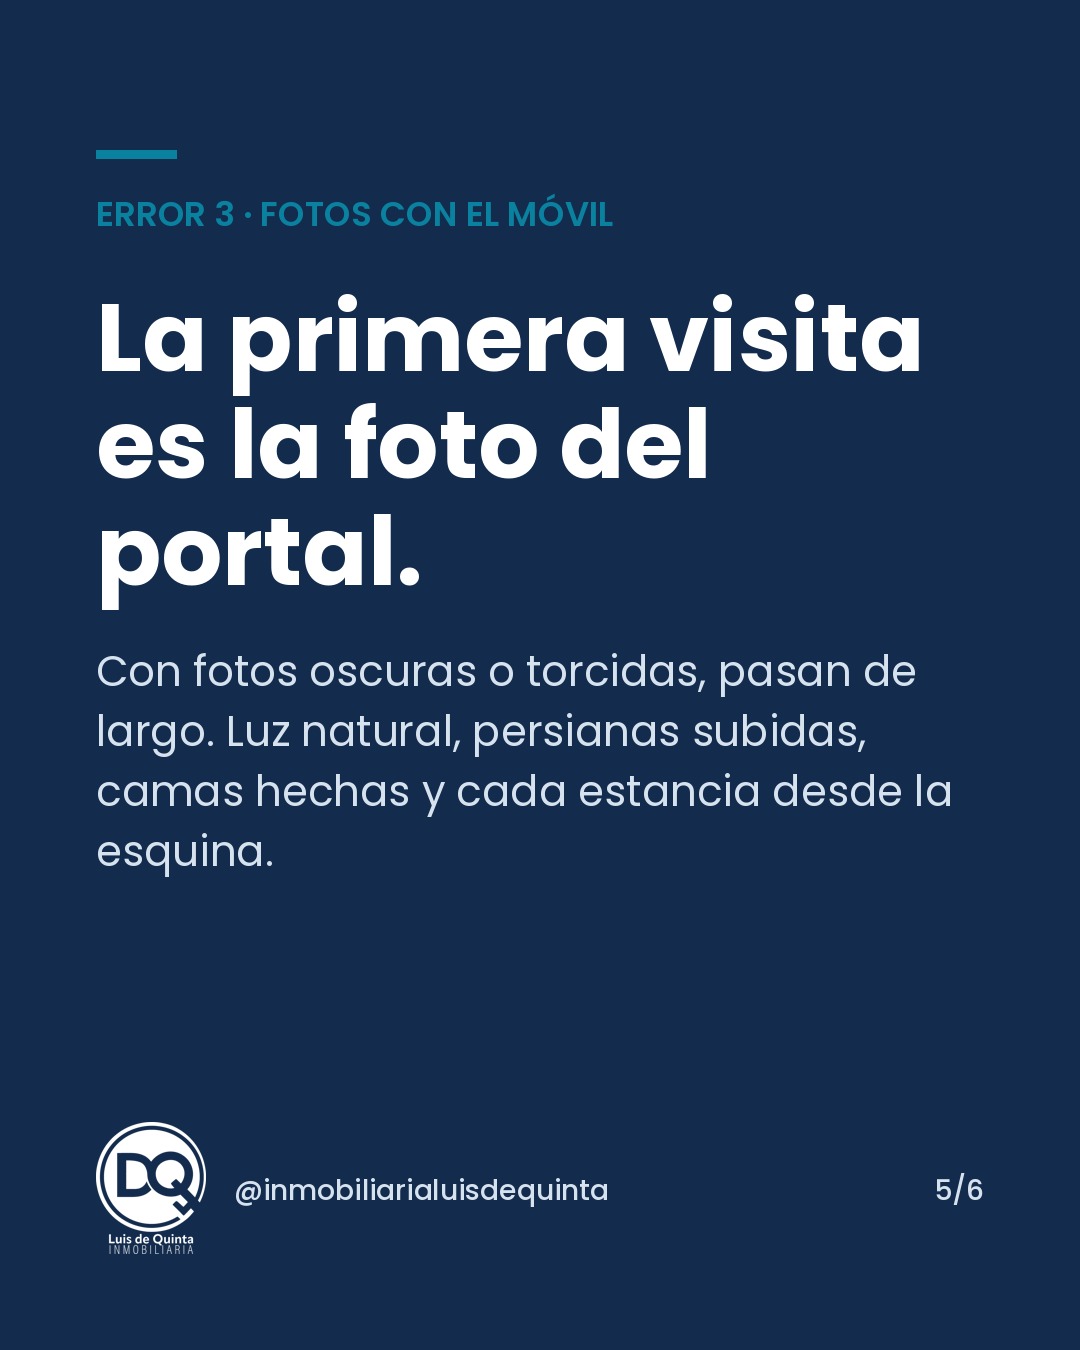 ERROR 3 · FOTOS CON EL MÓVIL
La primera visita
es la foto del
portal.
Con fotos oscuras o torcidas, pasan de
largo. Luz natural, persianas subidas,
camas hechas y cada estancia desde la
esquina.
DQ
Luis de Quinta
INMOBILIARIA
@inmobiliarialuisdequinta
5/6